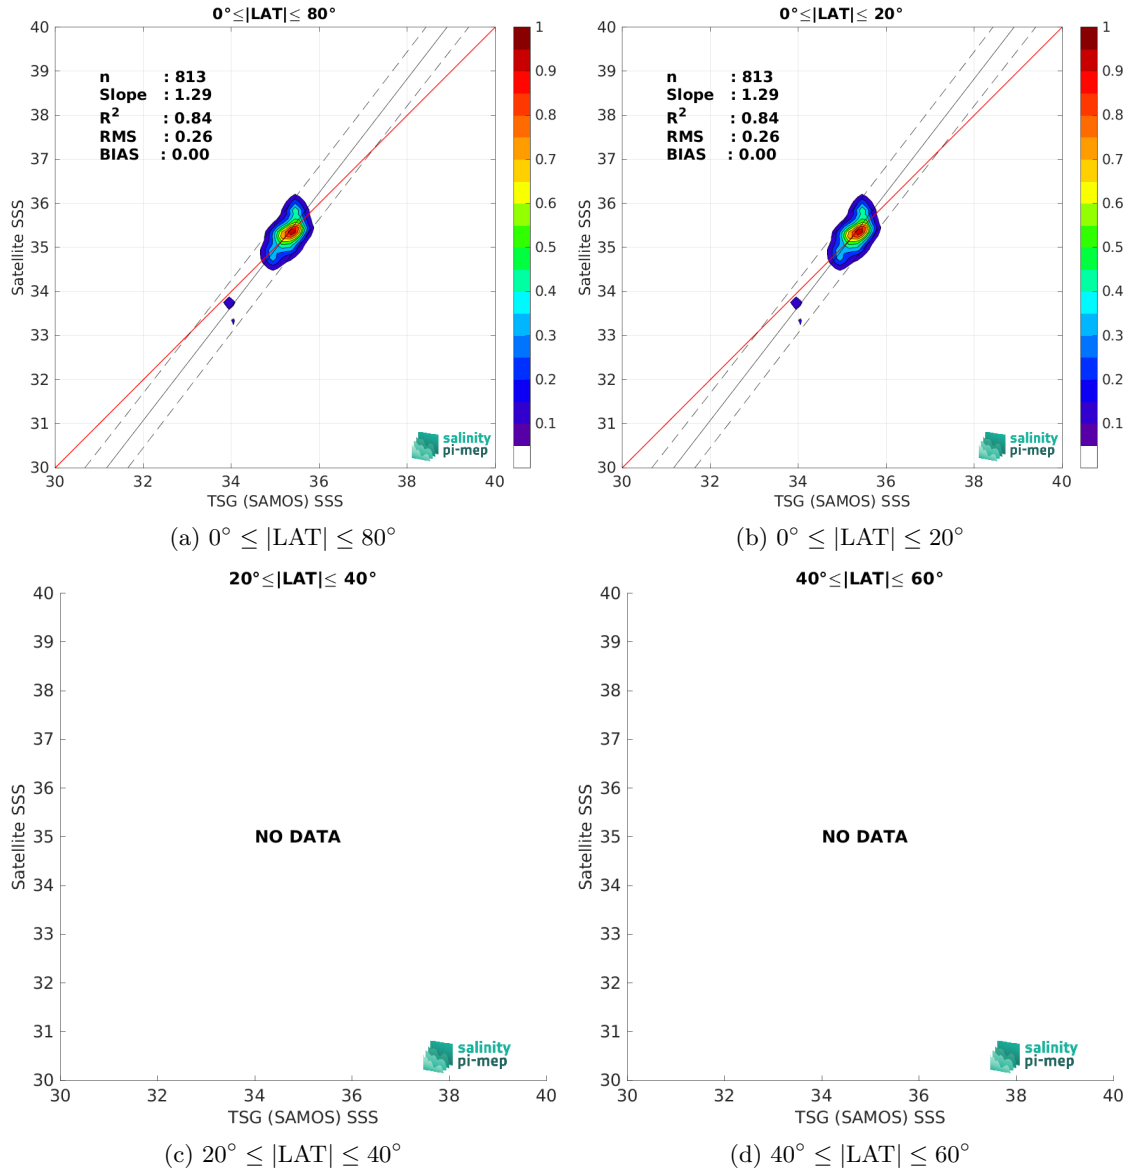 0°≤|LAT|≤ 80°
40
39
38
37
36
35
34
33
32
31
30
Satellite SSS
n : 813
Slope : 1.29
R² : 0.84
RMS : 0.26
BIAS : 0.00
salinity
pi-mep
30 32 34 36 38 40
TSG (SAMOS) SSS
1
0.9
0.8
0.7
0.6
0.5
0.4
0.3
0.2
0.1
(a) 0° ≤ |LAT| ≤ 80°
0°≤|LAT|≤ 20°
40
39
38
37
36
35
34
33
32
31
30
Satellite SSS
n : 813
Slope : 1.29
R² : 0.84
RMS : 0.26
BIAS : 0.00
salinity
pi-mep
30 32 34 36 38 40
TSG (SAMOS) SSS
1
0.9
0.8
0.7
0.6
0.5
0.4
0.3
0.2
0.1
(b) 0° ≤ |LAT| ≤ 20°
20°≤|LAT|≤ 40°
40
39
38
37
36
35
34
33
32
31
30
Satellite SSS
NO DATA
salinity
pi-mep
30 32 34 36 38 40
TSG (SAMOS) SSS
(c) 20° ≤ |LAT| ≤ 40°
40°≤|LAT|≤ 60°
40
39
38
37
36
35
34
33
32
31
30
Satellite SSS
NO DATA
salinity
pi-mep
30 32 34 36 38 40
TSG (SAMOS) SSS
(d) 40° ≤ |LAT| ≤ 60°